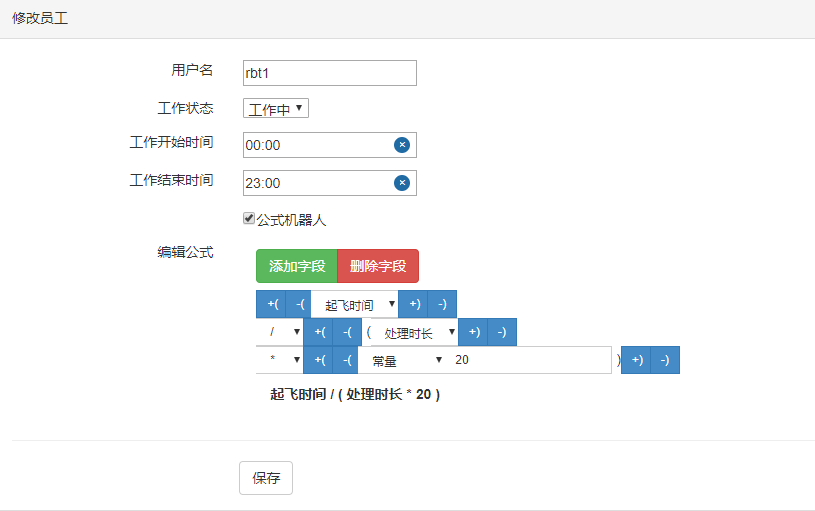 修改员工
用户名 rbt1
工作状态 工作中
工作开始时间 00:00
工作结束时间 23:00
公式机器人
编辑公式 添加字段 删除字段
+( -( 起飞时间 +) -)
/ +( -( ( 处理时长 +) -)
* +( -( 常量 20 ) +) -)
起飞时间 / ( 处理时长 * 20 )
保存